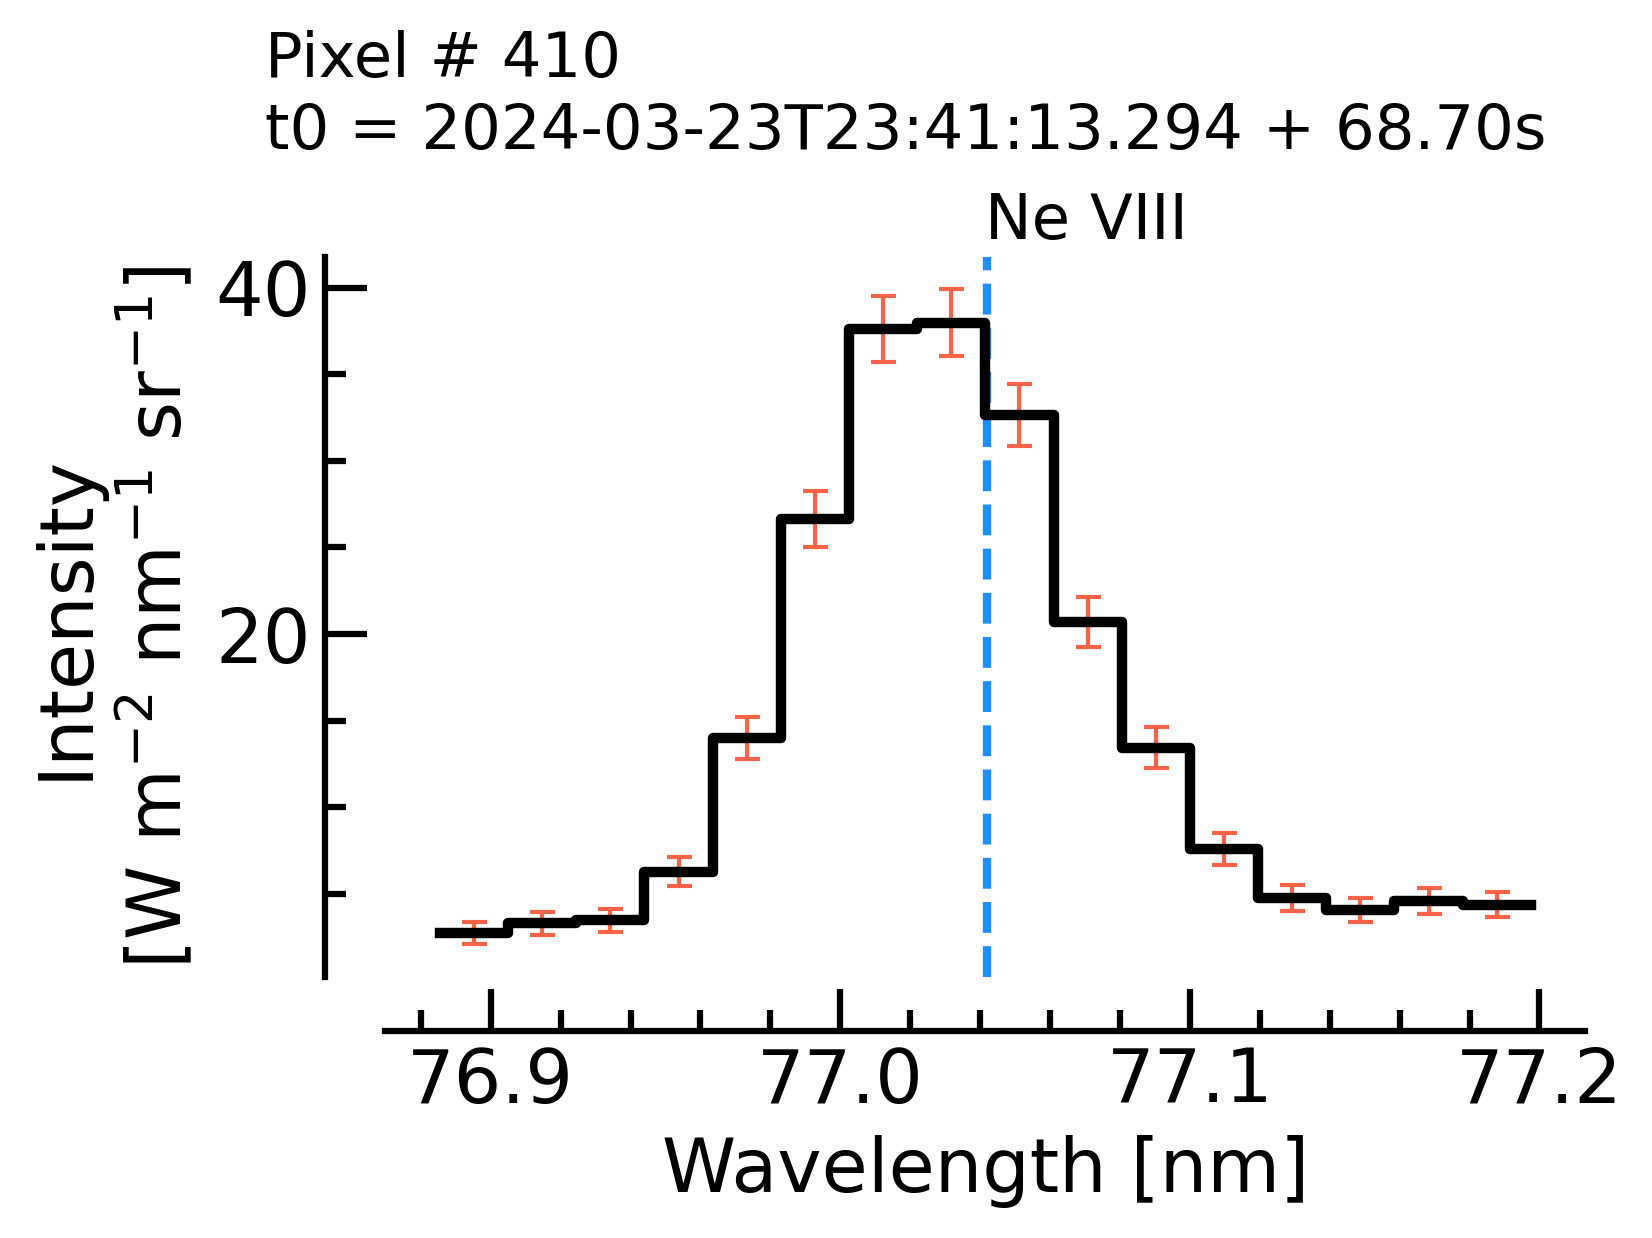 Pixel # 410
t0 = 2024-03-23T23:41:13.294 + 68.70s
Ne VIII
Intensity
[W m⁻² nm⁻¹ sr⁻¹]
40
20
76.9 77.0 77.1 77.2
Wavelength [nm]